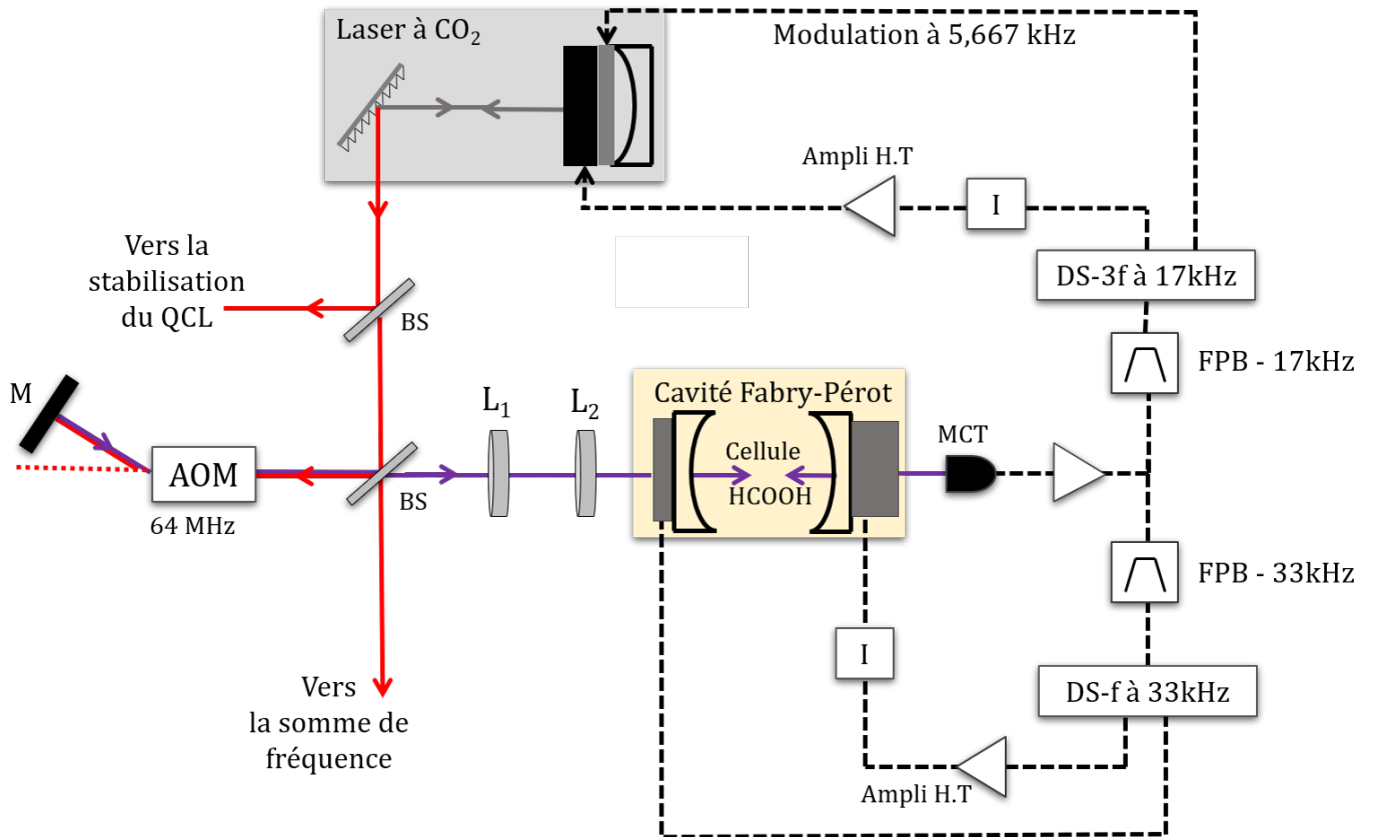 Laser à CO₂
Modulation à 5,667 kHz
Ampli H.T
I
DS-3f à 17kHz
Vers la
stabilisation
du QCL
BS
FPB - 17kHz
M
L₁
L₂
Cavité Fabry-Pérot
Cellule
HCOOH
MCT
AOM
64 MHz
BS
FPB - 33kHz
I
DS-f à 33kHz
Vers
la somme de
fréquence
Ampli H.T